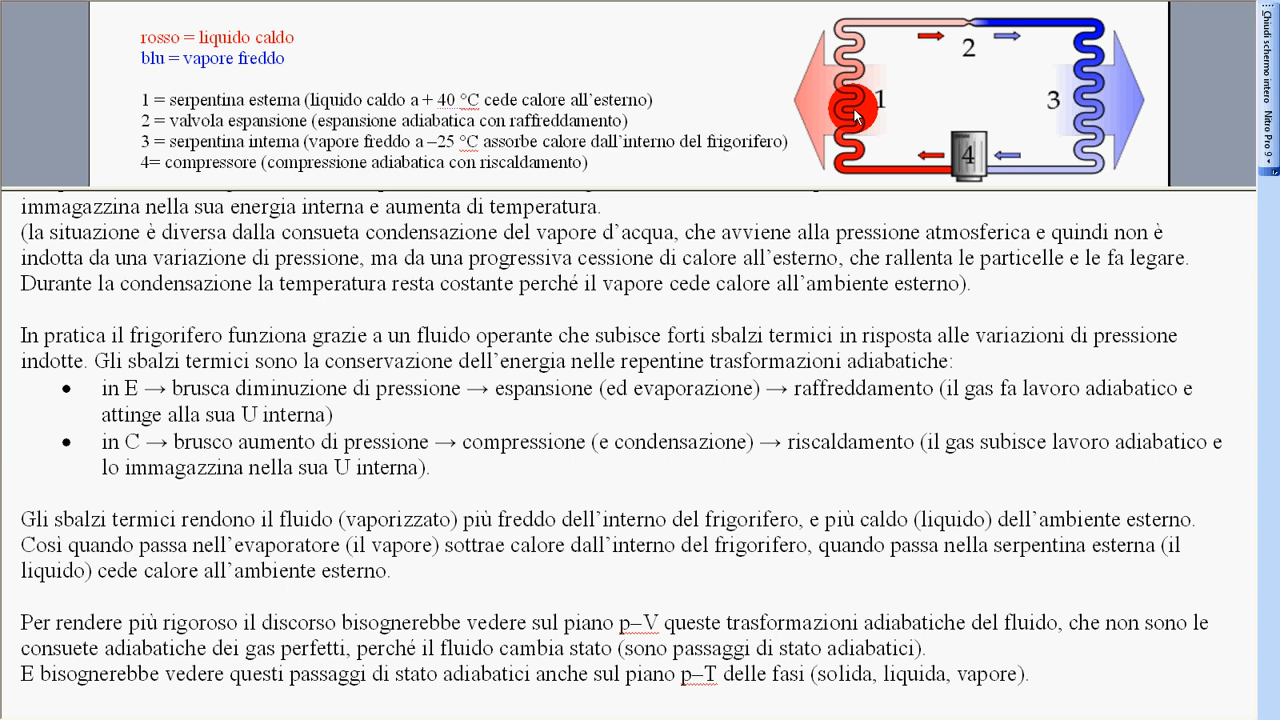 rosso = liquido caldo
blu = vapore freddo
1 = serpentina esterna (liquido caldo a + 40 °C cede calore all’esterno)
2 = valvola espansione (espansione adiabatica con raffreddamento)
3 = serpentina interna (vapore freddo a –25 °C assorbe calore dall’interno del frigorifero)
4= compressore (compressione adiabatica con riscaldamento)
2
1
3
4
Chiudi schermo intero
Nitro Pro 9
immagazzina nella sua energia interna e aumenta di temperatura.
(la situazione è diversa dalla consueta condensazione del vapore d’acqua, che avviene alla pressione atmosferica e quindi non è
indotta da una variazione di pressione, ma da una progressiva cessione di calore all’esterno, che rallenta le particelle e le fa legare.
Durante la condensazione la temperatura resta costante perché il vapore cede calore all’ambiente esterno).
In pratica il frigorifero funziona grazie a un fluido operante che subisce forti sbalzi termici in risposta alle variazioni di pressione
indotte. Gli sbalzi termici sono la conservazione dell’energia nelle repentine trasformazioni adiabatiche:
• in E → brusca diminuzione di pressione → espansione (ed evaporazione) → raffreddamento (il gas fa lavoro adiabatico e
attinge alla sua U interna)
• in C → brusco aumento di pressione → compressione (e condensazione) → riscaldamento (il gas subisce lavoro adiabatico e
lo immagazzina nella sua U interna).
Gli sbalzi termici rendono il fluido (vaporizzato) più freddo dell’interno del frigorifero, e più caldo (liquido) dell’ambiente esterno.
Così quando passa nell’evaporatore (il vapore) sottrae calore dall’interno del frigorifero, quando passa nella serpentina esterna (il
liquido) cede calore all’ambiente esterno.
Per rendere più rigoroso il discorso bisognerebbe vedere sul piano p–V queste trasformazioni adiabatiche del fluido, che non sono le
consuete adiabatiche dei gas perfetti, perché il fluido cambia stato (sono passaggi di stato adiabatici).
E bisognerebbe vedere questi passaggi di stato adiabatici anche sul piano p–T delle fasi (solida, liquida, vapore).